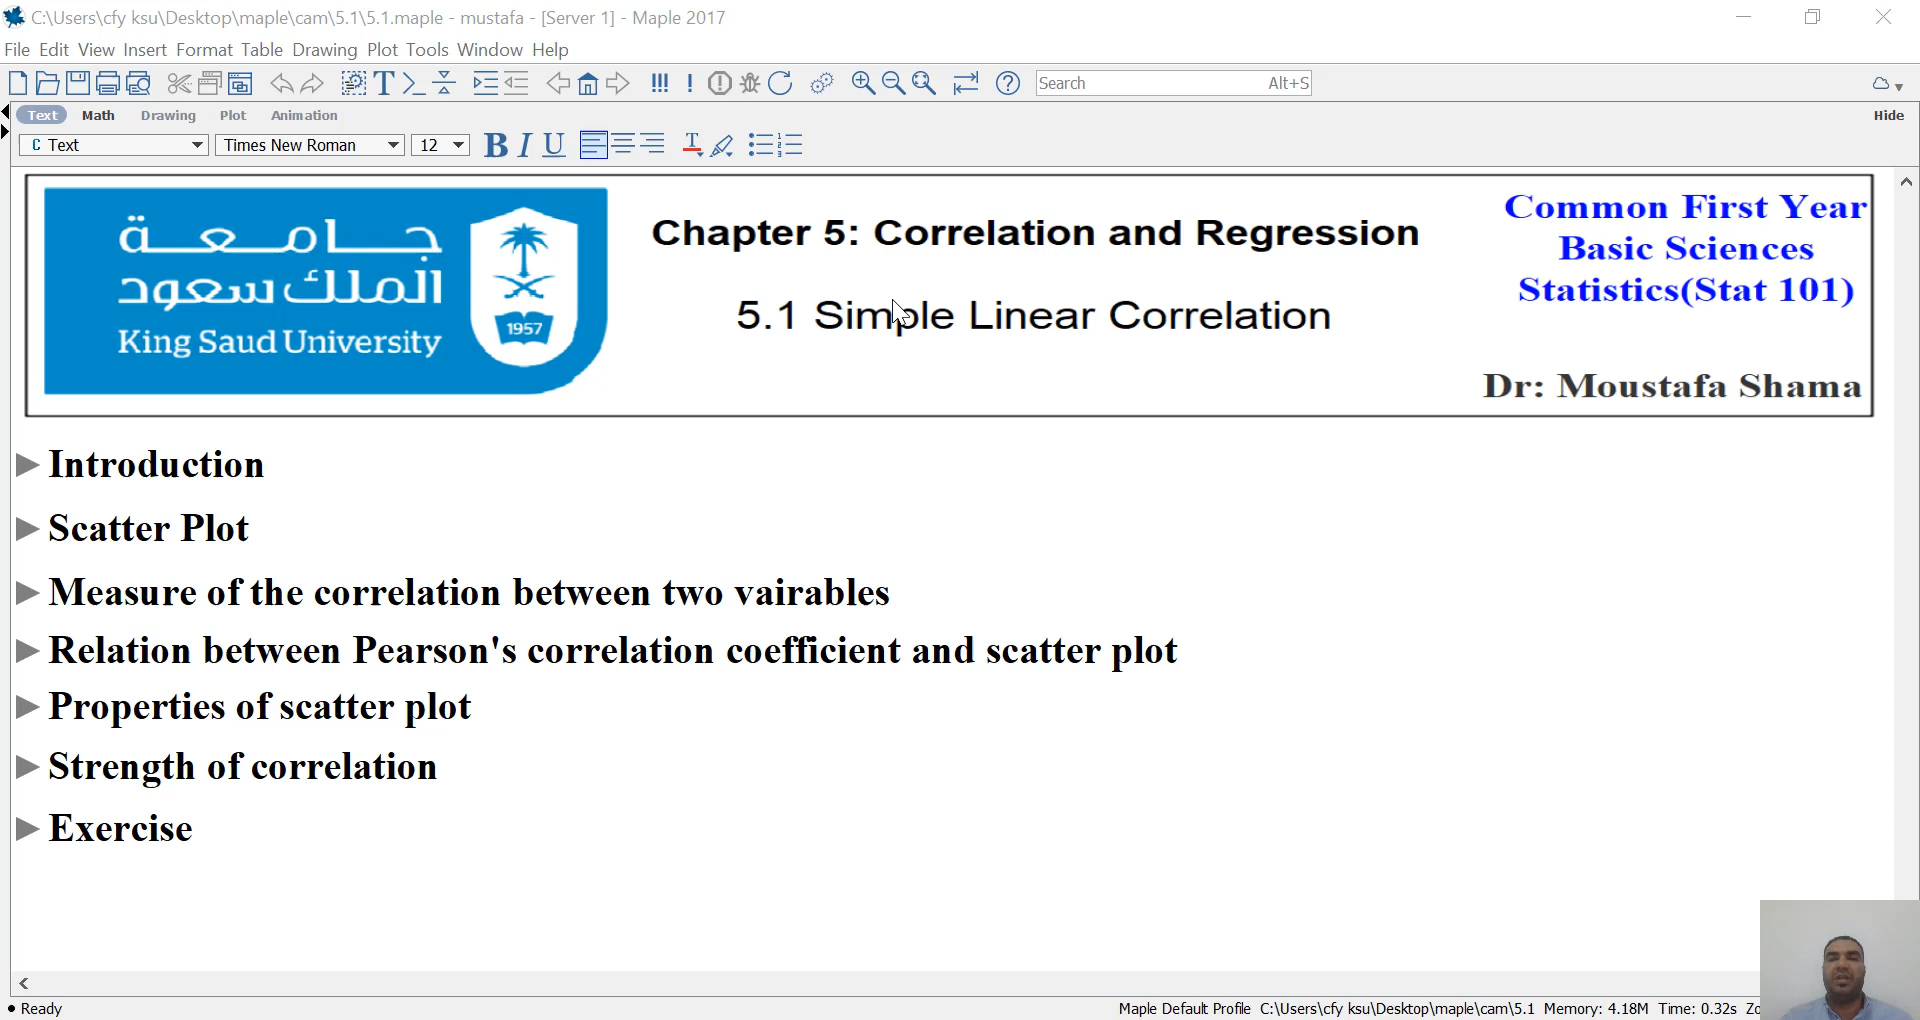 C:\Users\cfy ksu\Desktop\maple\cam\5.1\5.1.maple - mustafa - [Server 1] - Maple 2017
File Edit View Insert Format Table Drawing Plot Tools Window Help
Search Alt+S
Text Math Drawing Plot Animation Hide
C Text Times New Roman 12 B I U
جامعة
الملك سعود
King Saud University
1957
Chapter 5: Correlation and Regression
5.1 Simple Linear Correlation
Common First Year
Basic Sciences
Statistics(Stat 101)
Dr: Moustafa Shama
Introduction
Scatter Plot
Measure of the correlation between two vairables
Relation between Pearson's correlation coefficient and scatter plot
Properties of scatter plot
Strength of correlation
Exercise
Ready Maple Default Profile C:\Users\cfy ksu\Desktop\maple\cam\5.1 Memory: 4.18M Time: 0.32s